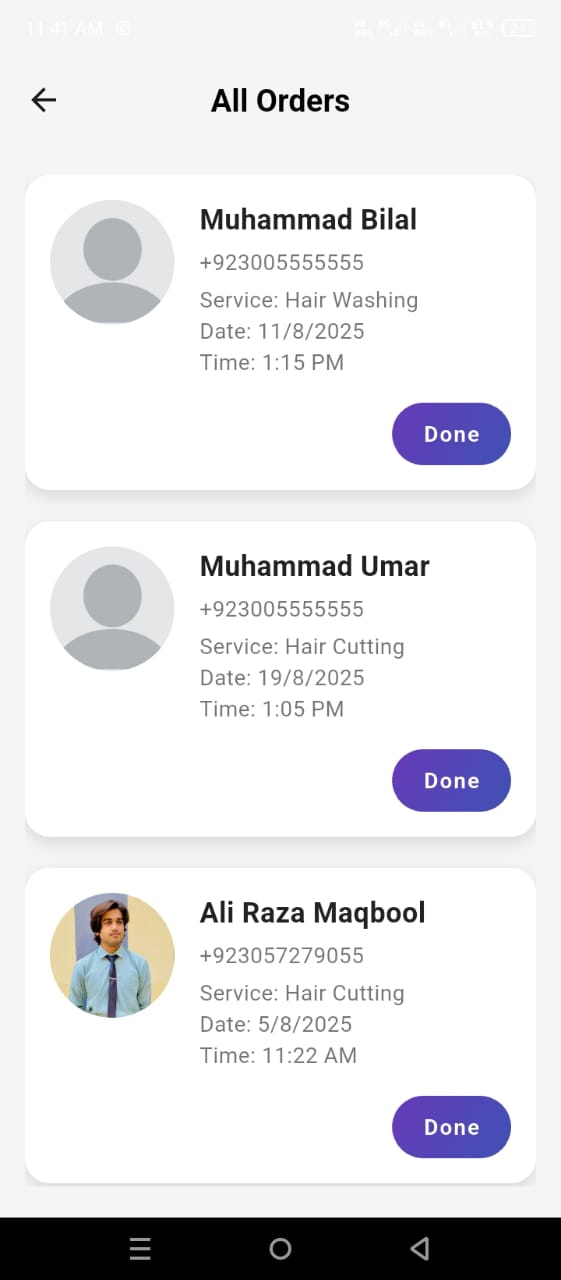 11:41 AM
All Orders
Muhammad Bilal
+923005555555
Service: Hair Washing
Date: 11/8/2025
Time: 1:15 PM
Done
Muhammad Umar
+923005555555
Service: Hair Cutting
Date: 19/8/2025
Time: 1:05 PM
Done
Ali Raza Maqbool
+923057279055
Service: Hair Cutting
Date: 5/8/2025
Time: 11:22 AM
Done